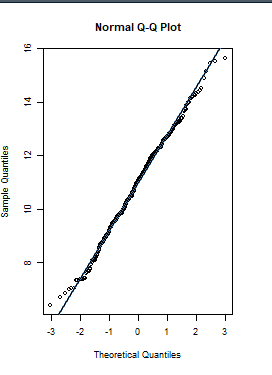 Normal Q-Q Plot
Sample Quantiles
16
14
12
10
8
-3 -2 -1 0 1 2 3
Theoretical Quantiles